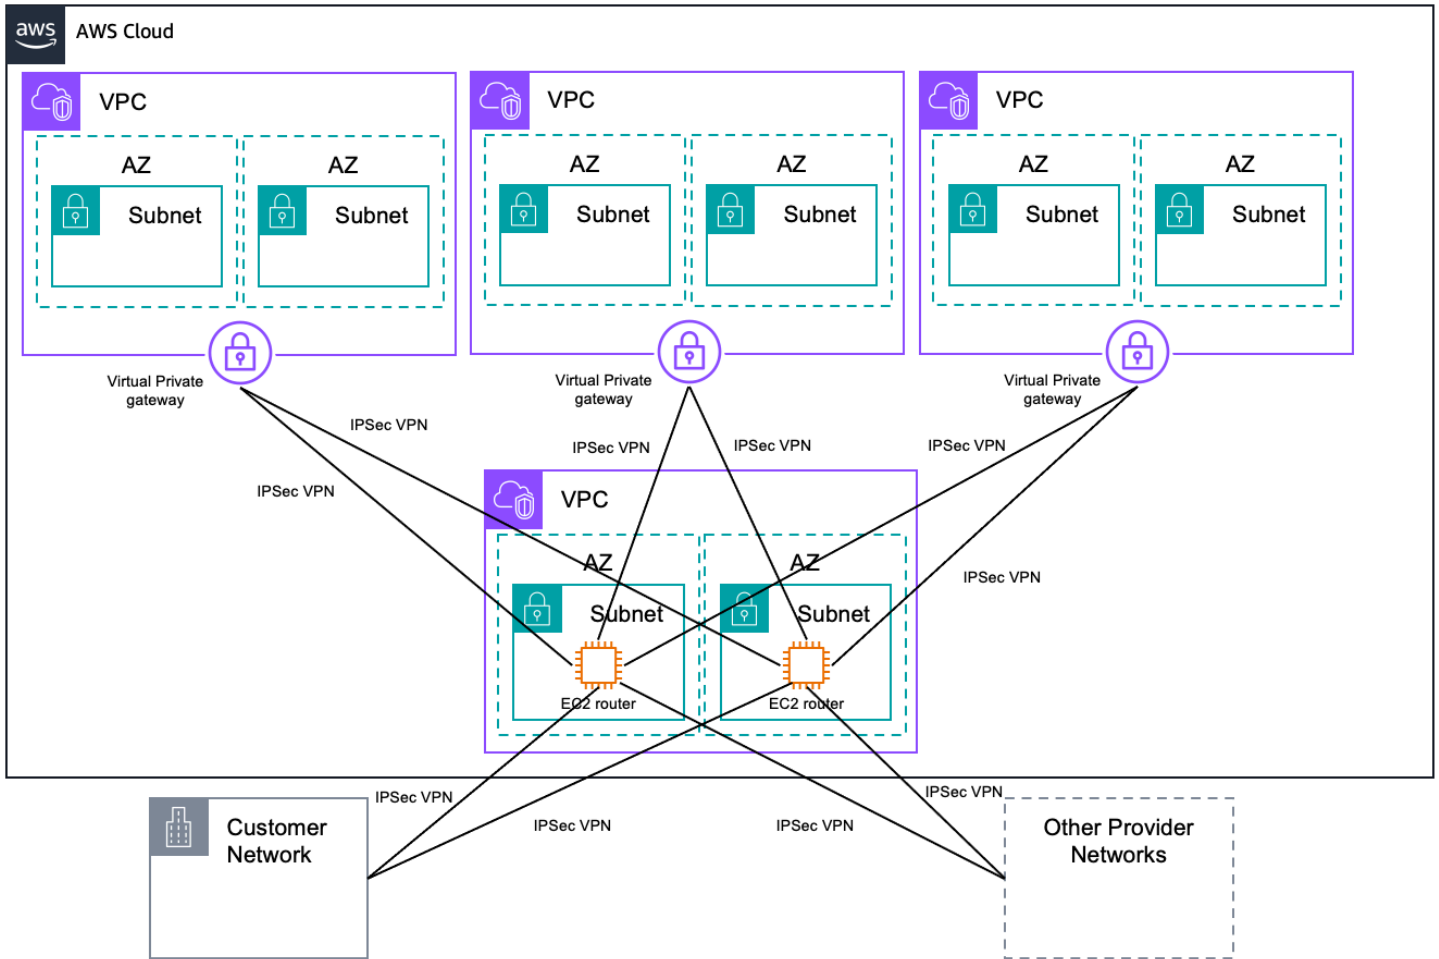 aws
AWS Cloud
VPC
VPC
VPC
AZ
AZ
AZ
AZ
AZ
AZ
Subnet
Subnet
Subnet
Subnet
Subnet
Subnet
Virtual Private
gateway
Virtual Private
gateway
Virtual Private
gateway
IPSec VPN
IPSec VPN
IPSec VPN
IPSec VPN
IPSec VPN
IPSec VPN
VPC
AZ
AZ
Subnet
Subnet
EC2 router
EC2 router
IPSec VPN
IPSec VPN
IPSec VPN
IPSec VPN
Customer
Network
Other Provider
Networks